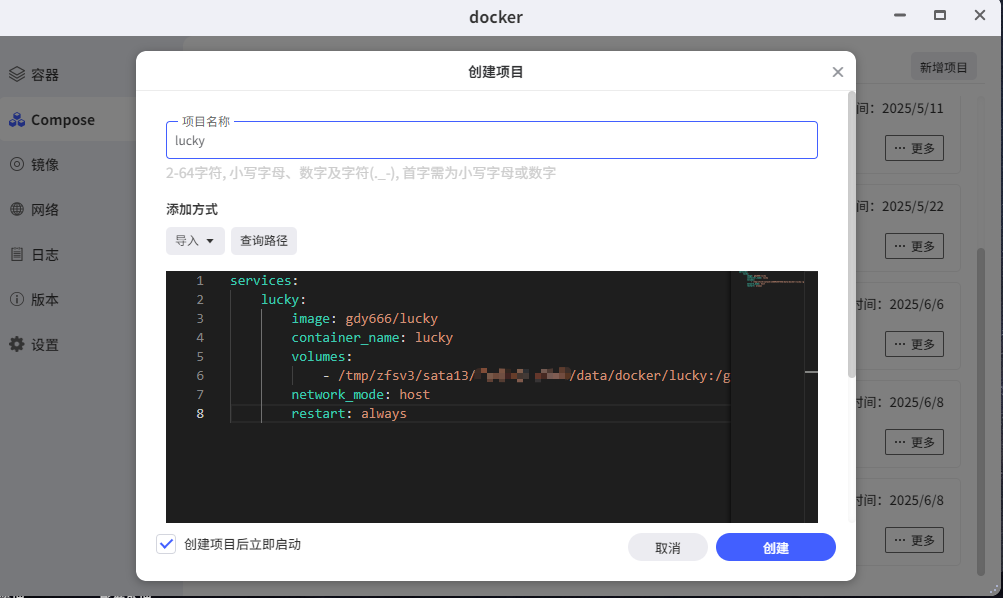 docker
容器
Compose
镜像
网络
日志
版本
设置
新增项目
间：2025/5/11
··· 更多
间：2025/5/22
··· 更多
时间：2025/6/6
··· 更多
时间：2025/6/8
··· 更多
时间：2025/6/8
··· 更多
创建项目
项目名称
lucky
2-64字符, 小写字母、数字及字符(._-), 首字需为小写字母或数字
添加方式
导入
查询路径
1 services:
2 lucky:
3 image: gdy666/lucky
4 container_name: lucky
5 volumes:
6 - /tmp/zfsv3/sata13/ /data/docker/lucky:/g
7 network_mode: host
8 restart: always
创建项目后立即启动
取消
创建